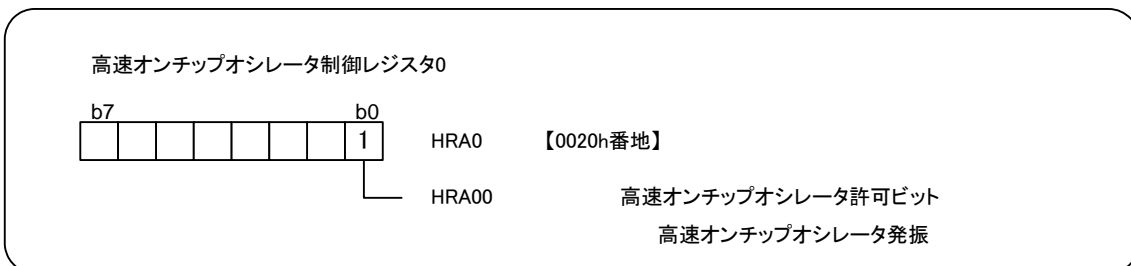 高速オンチップオシレータ制御レジスタ0
b7 b0
1 HRA0 【0020h番地】
HRA00 高速オンチップオシレータ許可ビット
高速オンチップオシレータ発振